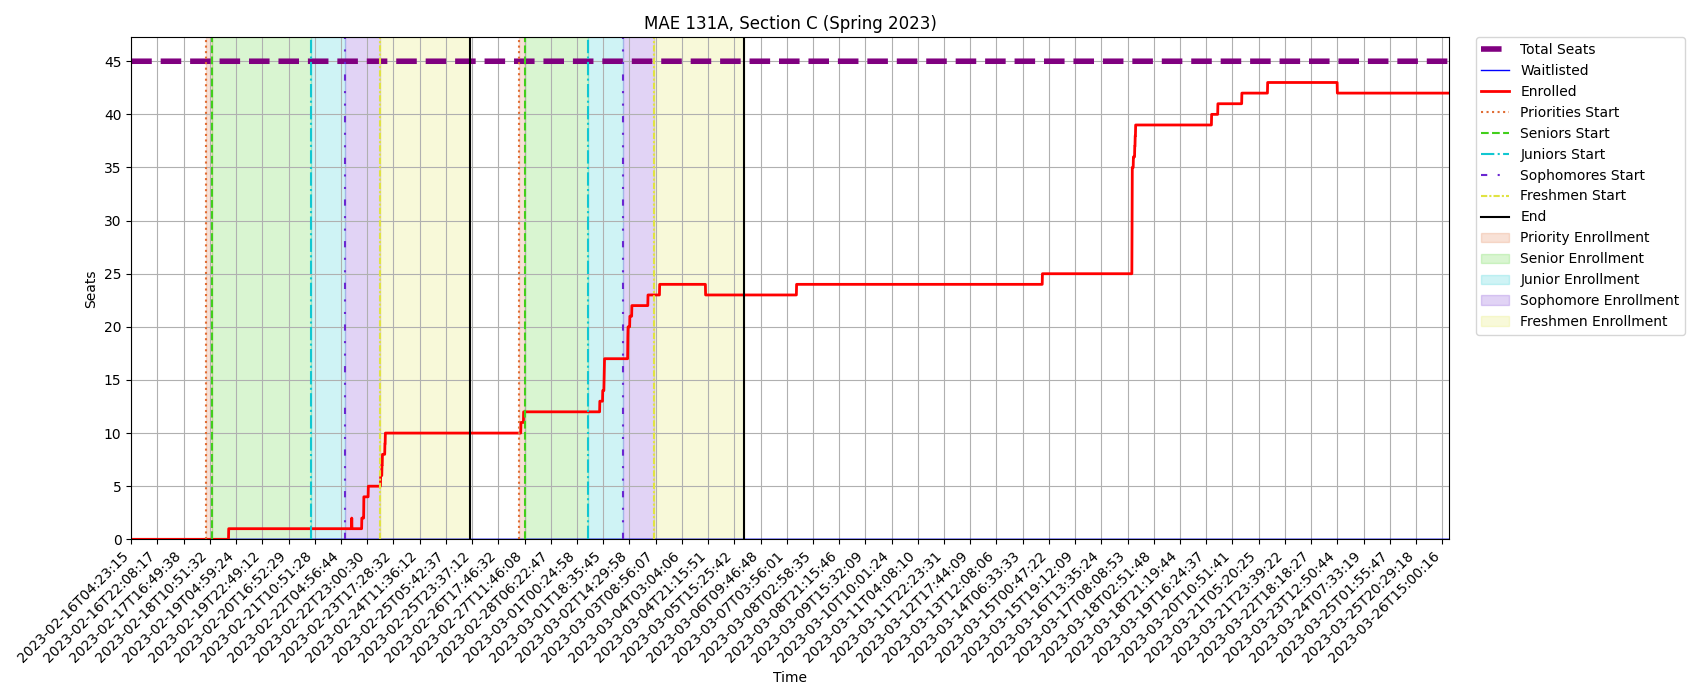 MAE 131A, Section C (Spring 2023)
Seats
45
40
35
30
25
20
15
10
5
0
2023-02-16T04:23:15
2023-02-16T22:08:17
2023-02-17T16:49:38
2023-02-18T10:51:32
2023-02-19T04:59:24
2023-02-19T22:49:12
2023-02-20T16:52:29
2023-02-21T10:51:28
2023-02-22T04:56:44
2023-02-22T23:00:30
2023-02-23T17:28:32
2023-02-24T11:36:12
2023-02-25T05:42:37
2023-02-25T23:37:12
2023-02-26T17:46:32
2023-02-27T11:46:08
2023-02-28T06:22:47
2023-03-01T00:24:58
2023-03-01T18:35:45
2023-03-02T14:29:58
2023-03-03T08:56:07
2023-03-04T03:04:06
2023-03-04T21:15:51
2023-03-05T15:25:42
2023-03-06T09:46:48
2023-03-07T03:56:01
2023-03-08T02:58:35
2023-03-08T21:15:46
2023-03-09T15:32:09
2023-03-10T10:01:24
2023-03-11T04:08:10
2023-03-11T22:23:31
2023-03-12T17:44:09
2023-03-13T12:08:06
2023-03-14T06:33:33
2023-03-15T00:47:22
2023-03-15T19:12:09
2023-03-16T13:35:24
2023-03-17T08:08:53
2023-03-18T02:51:48
2023-03-18T21:19:44
2023-03-19T16:24:37
2023-03-20T10:51:41
2023-03-21T05:20:25
2023-03-21T23:39:22
2023-03-22T18:18:27
2023-03-23T12:50:44
2023-03-24T07:33:19
2023-03-25T01:55:47
2023-03-25T20:29:18
2023-03-26T15:00:16
Time
Total Seats
Waitlisted
Enrolled
Priorities Start
Seniors Start
Juniors Start
Sophomores Start
Freshmen Start
End
Priority Enrollment
Senior Enrollment
Junior Enrollment
Sophomore Enrollment
Freshmen Enrollment